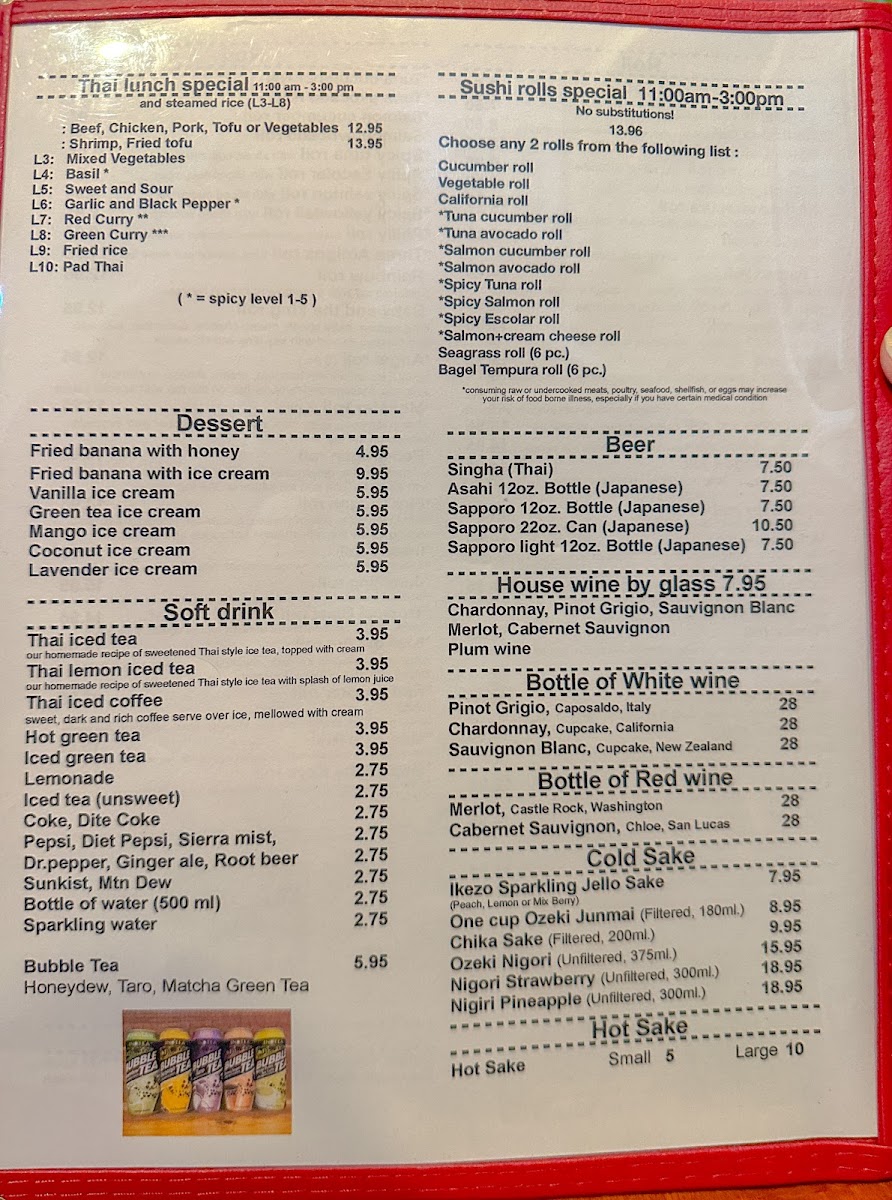 Thai lunch special 11:00 am - 3:00 pm
and steamed rice (L3-L8)
: Beef, Chicken, Pork, Tofu or Vegetables 12.95
: Shrimp, Fried tofu 13.95
L3: Mixed Vegetables
L4: Basil *
L5: Sweet and Sour
L6: Garlic and Black Pepper *
L7: Red Curry **
L8: Green Curry ***
L9: Fried rice
L10: Pad Thai
( * = spicy level 1-5 )
Dessert
Fried banana with honey 4.95
Fried banana with ice cream 9.95
Vanilla ice cream 5.95
Green tea ice cream 5.95
Mango ice cream 5.95
Coconut ice cream 5.95
Lavender ice cream 5.95
Soft drink
Thai iced tea 3.95
our homemade recipe of sweetened Thai style ice tea, topped with cream
Thai lemon iced tea 3.95
our homemade recipe of sweetened Thai style ice tea with splash of lemon juice
Thai iced coffee 3.95
sweet, dark and rich coffee serve over ice, mellowed with cream
Hot green tea 3.95
Iced green tea 3.95
Lemonade 2.75
Iced tea (unsweet) 2.75
Coke, Dite Coke 2.75
Pepsi, Diet Pepsi, Sierra mist, 2.75
Dr.pepper, Ginger ale, Root beer 2.75
Sunkist, Mtn Dew 2.75
Bottle of water (500 ml) 2.75
Sparkling water 2.75
Bubble Tea 5.95
Honeydew, Taro, Matcha Green Tea
BUBBLE TEA
BUBBLE TEA
BUBBLE TEA
BUBBLE TEA
BUBBLE TEA
Sushi rolls special 11:00am-3:00pm
No substitutions!
13.96
Choose any 2 rolls from the following list :
Cucumber roll
Vegetable roll
California roll
*Tuna cucumber roll
*Tuna avocado roll
*Salmon cucumber roll
*Salmon avocado roll
*Spicy Tuna roll
*Spicy Salmon roll
*Spicy Escolar roll
*Salmon+cream cheese roll
Seagrass roll (6 pc.)
Bagel Tempura roll (6 pc.)
*consuming raw or undercooked meats, poultry, seafood, shellfish, or eggs may increase
your risk of food borne illness, especially if you have certain medical condition
Beer
Singha (Thai) 7.50
Asahi 12oz. Bottle (Japanese) 7.50
Sapporo 12oz. Bottle (Japanese) 7.50
Sapporo 22oz. Can (Japanese) 10.50
Sapporo light 12oz. Bottle (Japanese) 7.50
House wine by glass 7.95
Chardonnay, Pinot Grigio, Sauvignon Blanc
Merlot, Cabernet Sauvignon
Plum wine
Bottle of White wine
Pinot Grigio, Caposaldo, Italy 28
Chardonnay, Cupcake, California 28
Sauvignon Blanc, Cupcake, New Zealand 28
Bottle of Red wine
Merlot, Castle Rock, Washington 28
Cabernet Sauvignon, Chloe, San Lucas 28
Cold Sake
Ikezo Sparkling Jello Sake 7.95
(Peach, Lemon or Mix Berry)
One cup Ozeki Junmai (Filtered, 180ml.) 8.95
Chika Sake (Filtered, 200ml.) 9.95
Ozeki Nigori (Unfiltered, 375ml.) 15.95
Nigori Strawberry (Unfiltered, 300ml.) 18.95
Nigiri Pineapple (Unfiltered, 300ml.) 18.95
Hot Sake
Hot Sake Small 5 Large 10